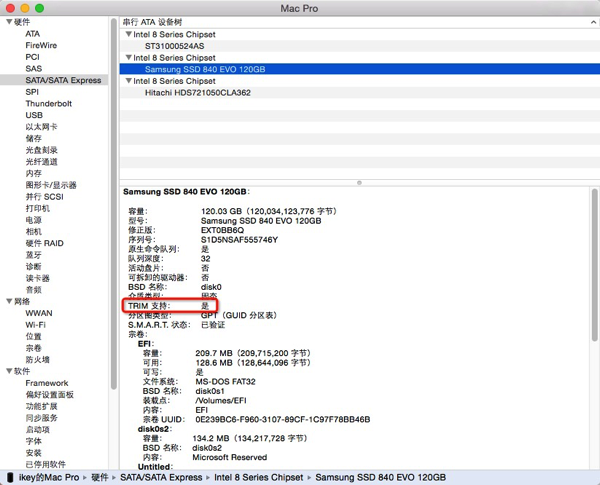 Mac Pro
硬件
ATA
FireWire
PCI
SAS
SATA/SATA Express
SPI
Thunderbolt
USB
以太网卡
储存
光盘刻录
光纤通道
内存
图形卡/显示器
并行 SCSI
打印机
电源
相机
硬件 RAID
蓝牙
诊断
读卡器
音频
网络
WWAN
Wi-Fi
位置
宗卷
防火墙
软件
Framework
偏好设置面板
功能扩展
同步服务
启动项
字体
安装
已停用软件
串行 ATA 设备树
Intel 8 Series Chipset
ST31000524AS
Intel 8 Series Chipset
Samsung SSD 840 EVO 120GB
Intel 8 Series Chipset
Hitachi HDS721050CLA362
Samsung SSD 840 EVO 120GB:
容量: 120.03 GB（120,034,123,776 字节）
型号: Samsung SSD 840 EVO 120GB
修正版: EXT0BB6Q
序列号: S1D5NSAF555746Y
原生命令队列: 是
队列深度: 32
活动盘片: 否
可拆卸的驱动器: 否
BSD 名称: disk0
介质类型: 固态
TRIM 支持: 是
分区图类型: GPT（GUID 分区表）
S.M.A.R.T. 状态: 已验证
宗卷:
EFI:
容量: 209.7 MB（209,715,200 字节）
可用: 128.6 MB（128,644,096 字节）
可写: 是
文件系统: MS-DOS FAT32
BSD 名称: disk0s1
装载点: /Volumes/EFI
内容: EFI
宗卷 UUID: 0E239BC6-F960-3107-89CF-1C97F78BB46B
disk0s2:
容量: 134.2 MB（134,217,728 字节）
BSD 名称: disk0s2
内容: Microsoft Reserved
Untitled:
ikey的Mac Pro ▸ 硬件 ▸ SATA/SATA Express ▸ Intel 8 Series Chipset ▸ Samsung SSD 840 EVO 120GB